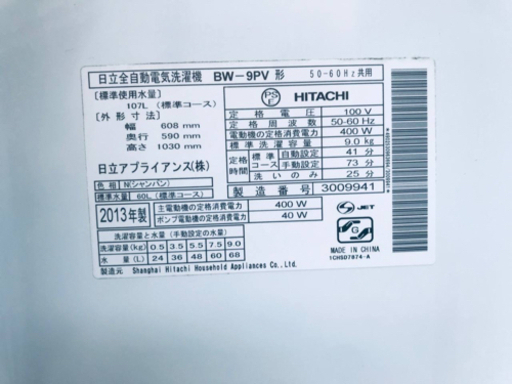 日立全自動電気洗濯機 BW-9PV形 50-60Hz共用
[標準使用水量]
107L (標準コース)
[外形寸法]
幅 608 mm
奥行 590 mm
高さ 1030 mm
日立アプライアンス(株)
色相 N(シャンパン)
標準水量 60L (標準コース)
PS E HITACHI
定格電圧 100 V
定格周波数 50-60 Hz
電動機の定格消費電力 400 W
標準洗濯容量 9.0 kg
定格時間 標準コース 自動設定 41 分
手動設定 73 分
洗いのみ 25 分
製造番号 3009941
2013年製
主電動機の定格消費電力 400 W
ポンプ電動機の定格消費電力 40 W
S JET
洗濯容量と水量 (手動設定の水量)
洗濯容量(kg) 0.5 3.5 5.5 7.5 9.0
水量 (L) 24 36 48 60 68
製造元 Shanghai Hitachi Household Appliances Co.,Ltd.
G
MADE IN CHINA
1CH5D7874-A